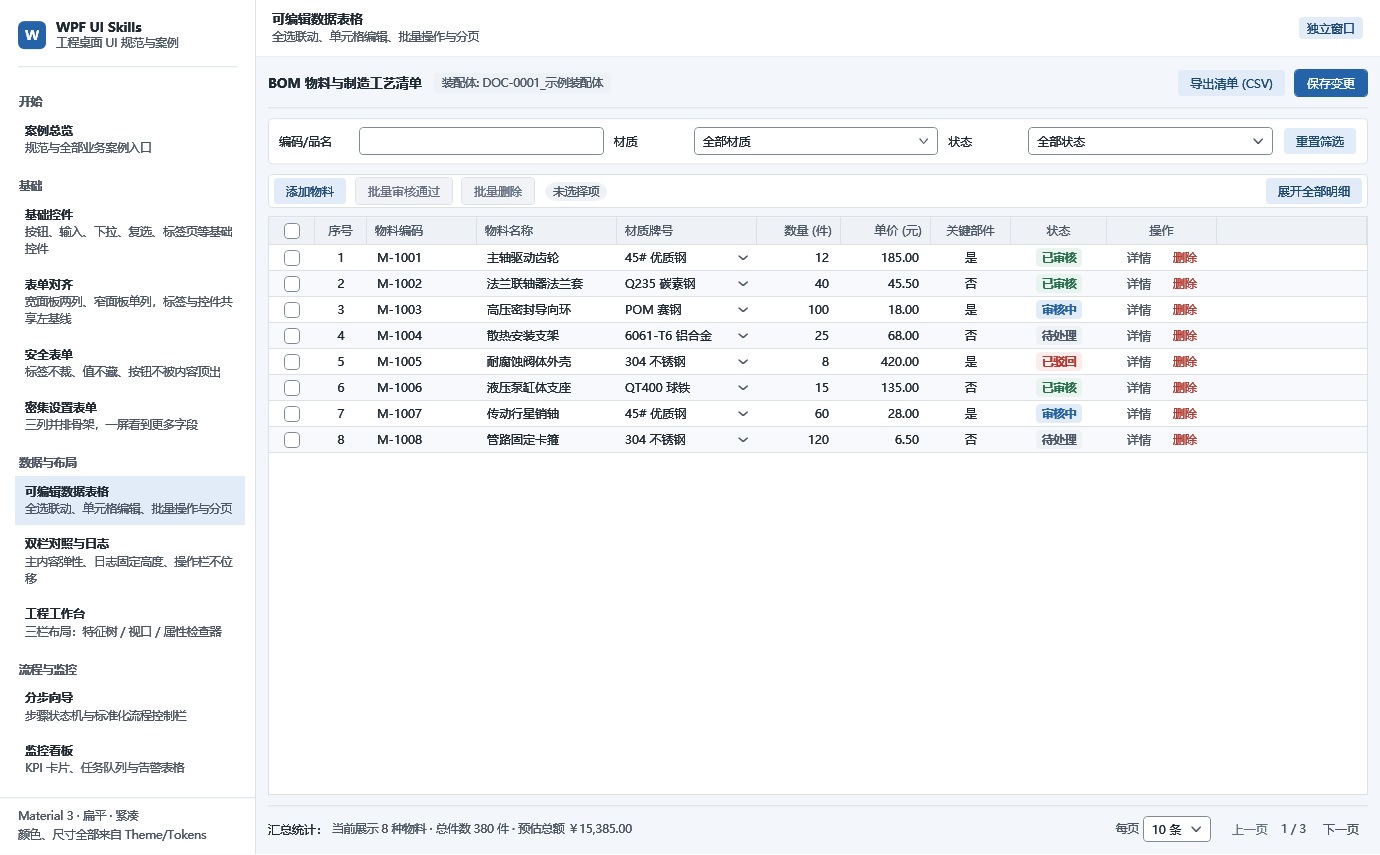 W
WPF UI Skills
工程桌面 UI 规范与案例
开始
案例总览
规范与全部业务案例入口
基础
基础控件
按钮、输入、下拉、复选、标签页等基础
控件
表单对齐
宽面板两列、窄面板单列，标签与控件共
享左基线
安全表单
标签不裁、值不藏、按钮不被内容顶出
密集设置表单
三列并排骨架，一屏看到更多字段
数据与布局
可编辑数据表格
全选联动、单元格编辑、批量操作与分页
双栏对照与日志
主内容弹性、日志固定高度、操作栏不位
移
工程工作台
三栏布局：特征树 / 视口 / 属性检查器
流程与监控
分步向导
步骤状态机与标准化流程控制栏
监控看板
KPI 卡片、任务队列与告警表格
Material 3 · 扁平 · 紧凑
颜色、尺寸全部来自 Theme/Tokens
可编辑数据表格
全选联动、单元格编辑、批量操作与分页
独立窗口
BOM 物料与制造工艺清单 装配体: DOC-0001_示例装配体 导出清单 (CSV) 保存变更
编码/品名 材质 全部材质 状态 全部状态 重置筛选
添加物料 批量审核通过 批量删除 未选择项 展开全部明细
序号 物料编码 物料名称 材质牌号 数量 (件) 单价 (元) 关键部件 状态 操作
1 M-1001 主轴驱动齿轮 45# 优质钢 12 185.00 是 已审核 详情 删除
2 M-1002 法兰联轴器法兰套 Q235 碳素钢 40 45.50 否 已审核 详情 删除
3 M-1003 高压密封导向环 POM 赛钢 100 18.00 是 审核中 详情 删除
4 M-1004 散热安装支架 6061-T6 铝合金 25 68.00 否 待处理 详情 删除
5 M-1005 耐腐蚀阀体外壳 304 不锈钢 8 420.00 是 已驳回 详情 删除
6 M-1006 液压泵缸体支座 QT400 球铁 15 135.00 否 已审核 详情 删除
7 M-1007 传动行星销轴 45# 优质钢 60 28.00 是 审核中 详情 删除
8 M-1008 管路固定卡箍 304 不锈钢 120 6.50 否 待处理 详情 删除
汇总统计： 当前展示 8 种物料 · 总件数 380 件 · 预估总额 ￥15,385.00 每页 10 条 上一页 1 / 3 下一页